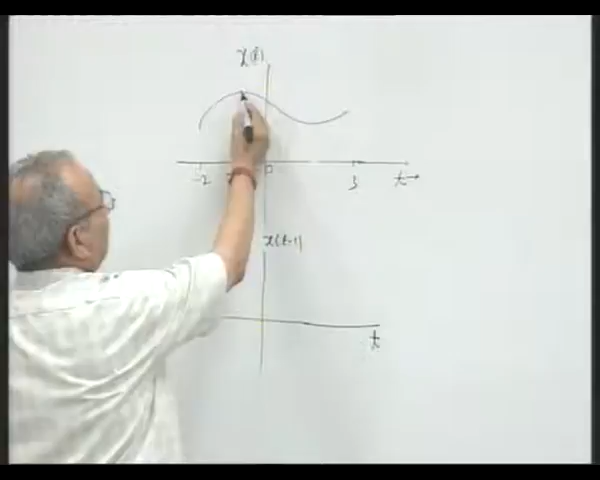 x(t)
-2 0 3 t→
x(t-1)
t